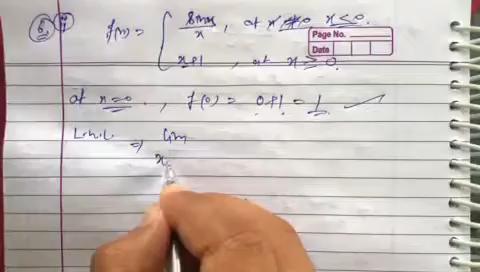 6
f(x) = { sinx/x, at x<0.
Page No.
Date
x+1, at x ≥ 0.
at x=0, f(0) = 0+1 = 1
L.H.L. ⇒ lim
x